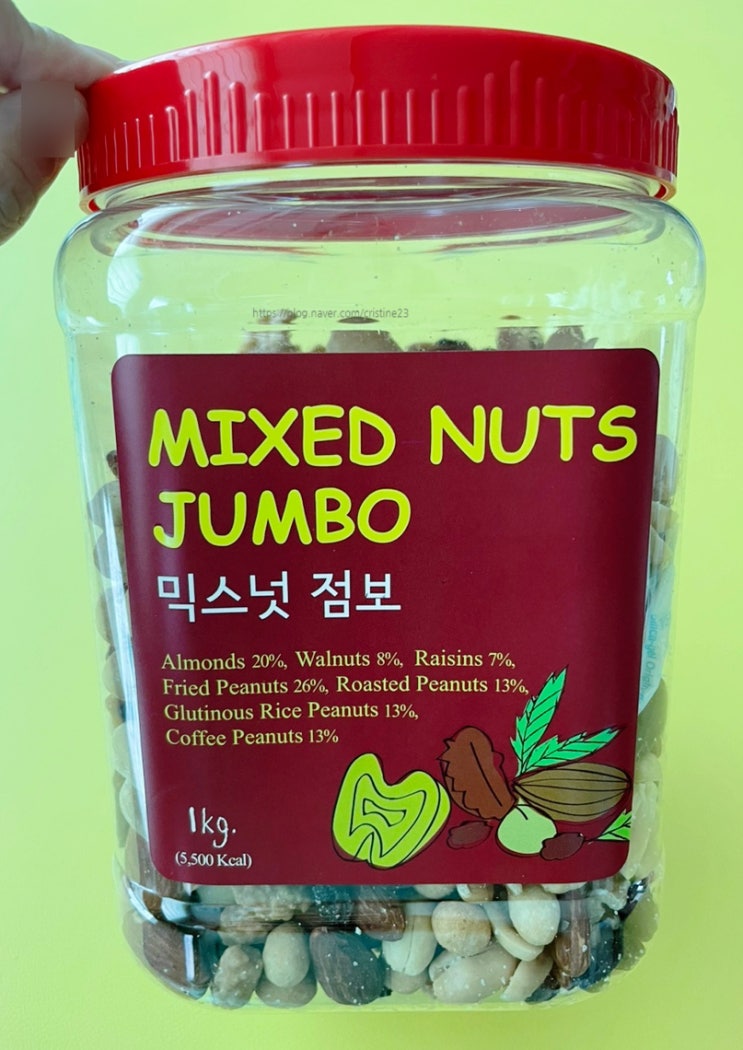 https://blog.naver.com/cristine23
MIXED NUTS
JUMBO
믹스넛 점보
Almonds 20%, Walnuts 8%, Raisins 7%,
Fried Peanuts 26%, Roasted Peanuts 13%,
Glutinous Rice Peanuts 13%,
Coffee Peanuts 13%
1kg.
(5,500 Kcal)